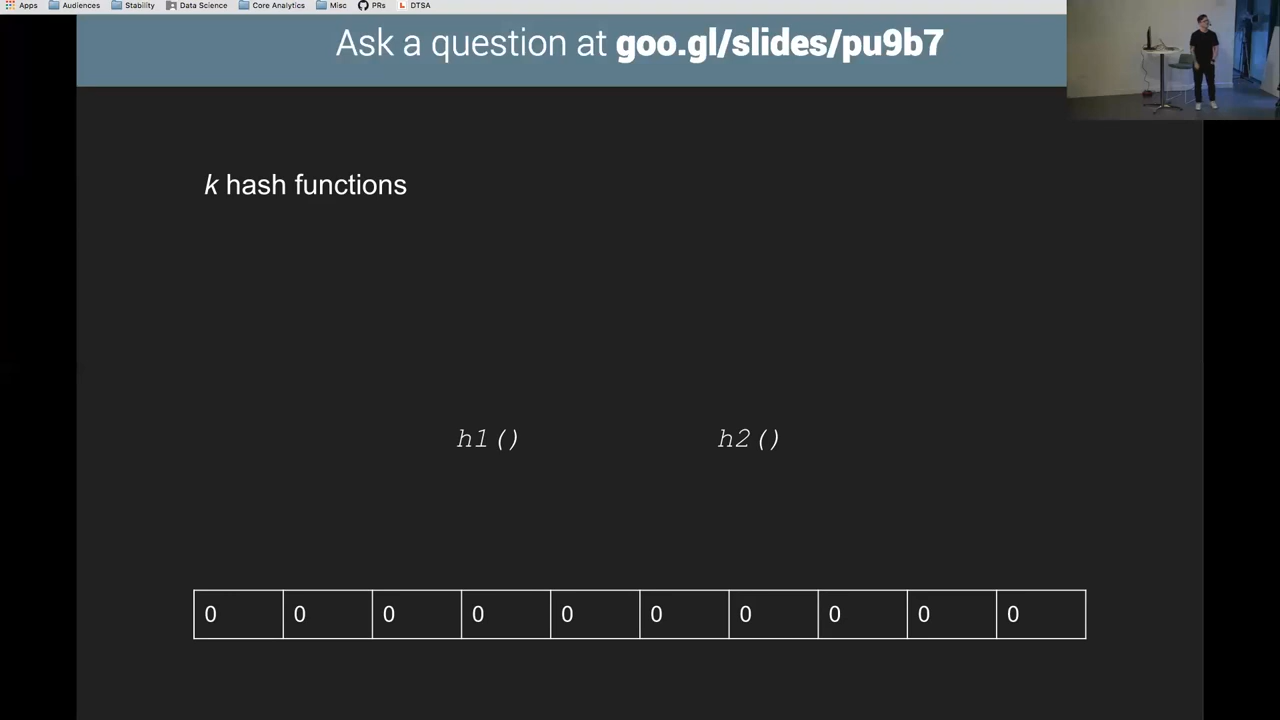 Apps Audiences Stability Data Science Core Analytics Misc PRs DTSA
Ask a question at goo.gl/slides/pu9b7
k hash functions
h1() h2()
0 0 0 0 0 0 0 0 0 0